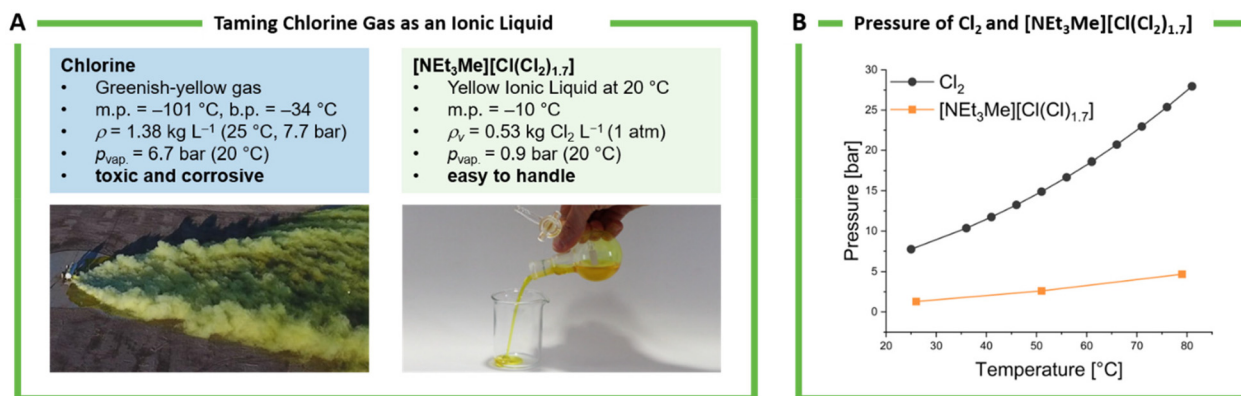 A Taming Chlorine Gas as an Ionic Liquid
Chlorine
• Greenish-yellow gas
• m.p. = –101 °C, b.p. = –34 °C
• ρ = 1.38 kg L⁻¹ (25 °C, 7.7 bar)
• p_vap. = 6.7 bar (20 °C)
• toxic and corrosive
[NEt₃Me][Cl(Cl₂)₁.₇]
• Yellow Ionic Liquid at 20 °C
• m.p. = –10 °C
• ρᵥ = 0.53 kg Cl₂ L⁻¹ (1 atm)
• p_vap. = 0.9 bar (20 °C)
• easy to handle
B Pressure of Cl₂ and [NEt₃Me][Cl(Cl₂)₁.₇]
Cl₂
[NEt₃Me][Cl(Cl)₁.₇]
Pressure [bar]
30
25
20
15
10
5
0
20 30 40 50 60 70 80
Temperature [°C]